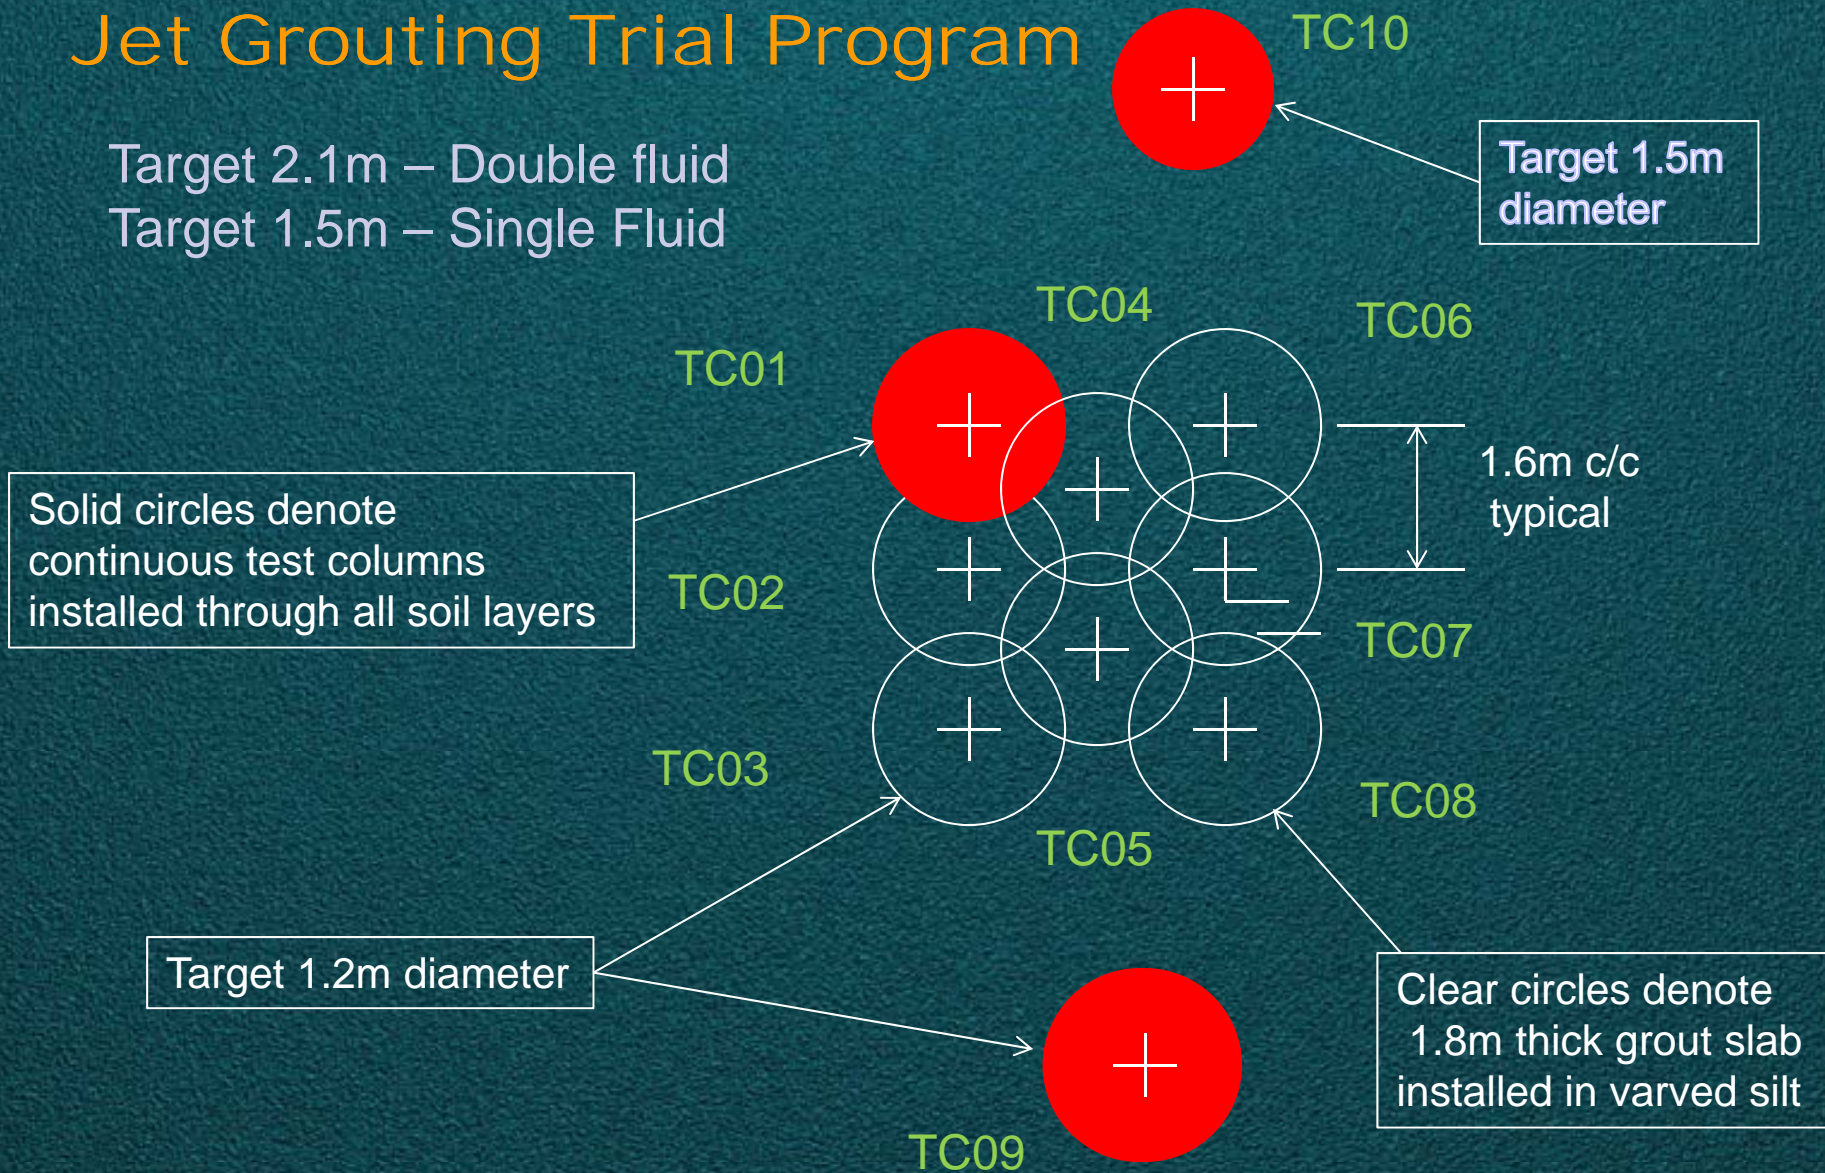 Jet Grouting Trial Program
TC10
Target 2.1m – Double fluid
Target 1.5m – Single Fluid
Target 1.5m
diameter
TC04
TC06
TC01
1.6m c/c
typical
Solid circles denote
continuous test columns
installed through all soil layers
TC02
TC07
TC03
TC08
TC05
Target 1.2m diameter
Clear circles denote
1.8m thick grout slab
installed in varved silt
TC09